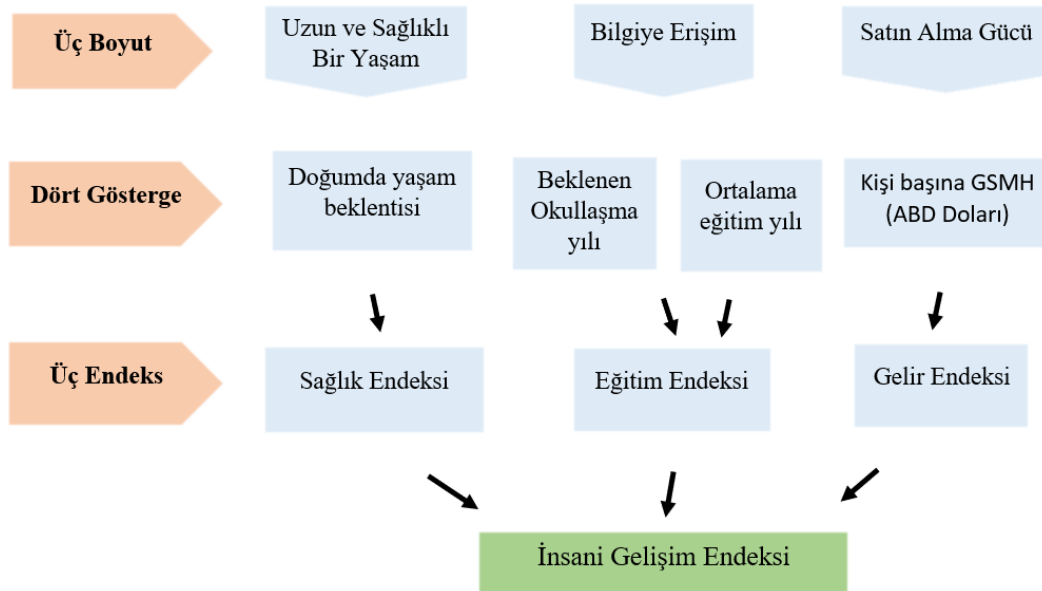 Üç Boyut
Uzun ve Sağlıklı
Bir Yaşam
Bilgiye Erişim
Satın Alma Gücü
Dört Gösterge
Doğumda yaşam
beklentisi
Beklenen
Okullaşma
yılı
Ortalama
eğitim yılı
Kişi başına GSMH
(ABD Doları)
Üç Endeks
Sağlık Endeksi
Eğitim Endeksi
Gelir Endeksi
İnsani Gelişim Endeksi